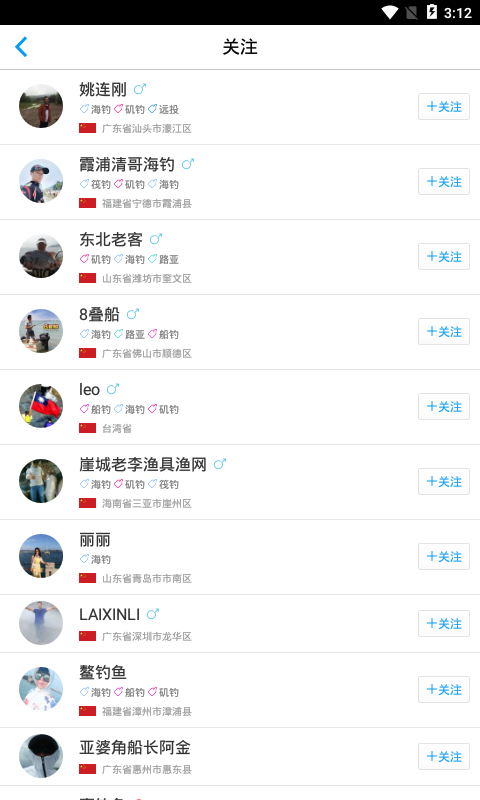 3:12
关注
姚连刚
海钓 矶钓 远投
广东省汕头市濠江区
+关注
霞浦清哥海钓
筏钓 矶钓 海钓
福建省宁德市霞浦县
+关注
东北老客
矶钓 海钓 路亚
山东省潍坊市奎文区
+关注
8叠船
海钓 路亚 船钓
广东省佛山市顺德区
+关注
leo
船钓 海钓 矶钓
台湾省
+关注
崖城老李渔具渔网
海钓 矶钓 筏钓
海南省三亚市崖州区
+关注
丽丽
海钓
山东省青岛市市南区
+关注
LAIXINLI
广东省深圳市龙华区
+关注
鳌钓鱼
海钓 船钓 矶钓
福建省漳州市漳浦县
+关注
亚婆角船长阿金
广东省惠州市惠东县
+关注